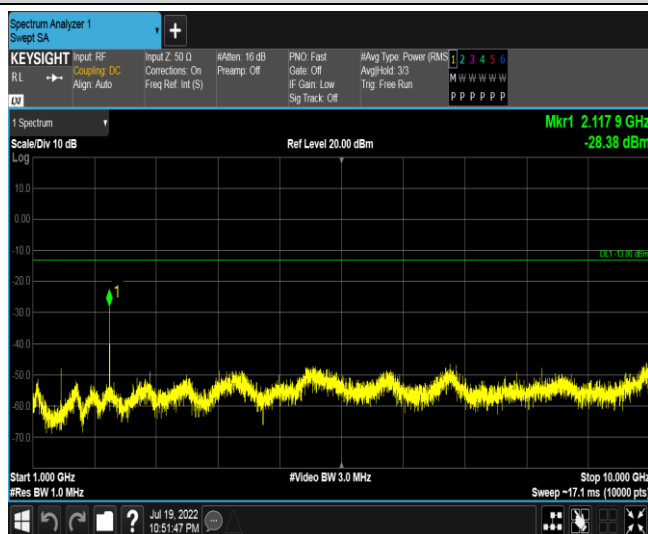 Spectrum Analyzer 1
Swept SA
+
KEYSIGHT
RL
LXI
Input: RF
Coupling: DC
Align: Auto
Input Z: 50 Ω
Corrections: On
Freq Ref: Int (S)
#Atten: 16 dB
Preamp: Off
PNO: Fast
Gate: Off
IF Gain: Low
Sig Track: Off
#Avg Type: Power (RMS
Avg|Hold: 3/3
Trig: Free Run
1 2 3 4 5 6
M W W W W W
P P P P P P
1 Spectrum
Mkr1 2.117 9 GHz
-28.38 dBm
Scale/Div 10 dB
Ref Level 20.00 dBm
Log
10.0
0.00
-10.0
DL1 -13.00 dBm
-20.0
1
-30.0
-40.0
-50.0
-60.0
-70.0
Start 1.000 GHz
#Video BW 3.0 MHz
Stop 10.000 GHz
#Res BW 1.0 MHz
Sweep ~17.1 ms (10000 pts)
?
Jul 19, 2022
10:51:47 PM